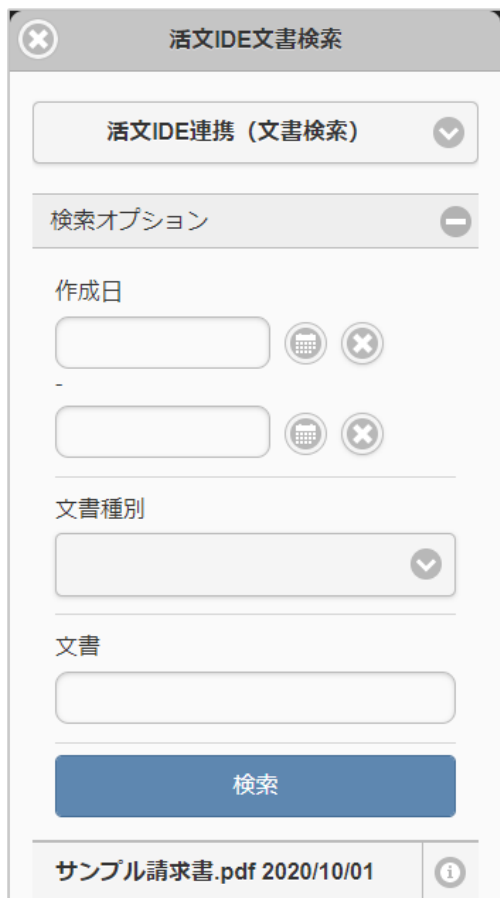 活文IDE文書検索
活文IDE連携（文書検索）
検索オプション
作成日
-
文書種別
文書
検索
サンプル請求書.pdf 2020/10/01